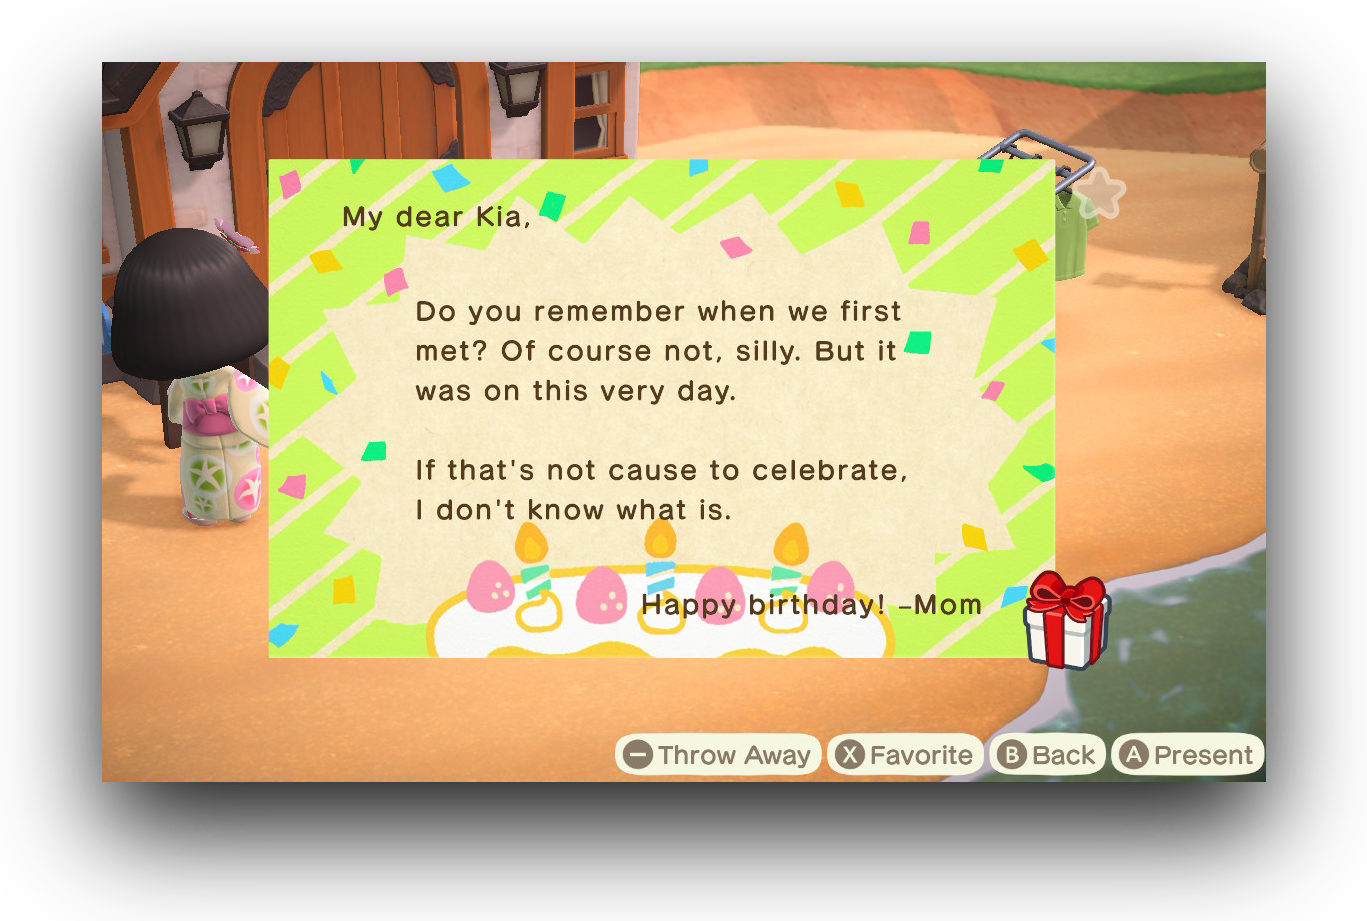 My dear Kia,
Do you remember when we first
met? Of course not, silly. But it
was on this very day.
If that's not cause to celebrate,
I don't know what is.
Happy birthday! –Mom
− Throw Away
X Favorite
B Back
A Present